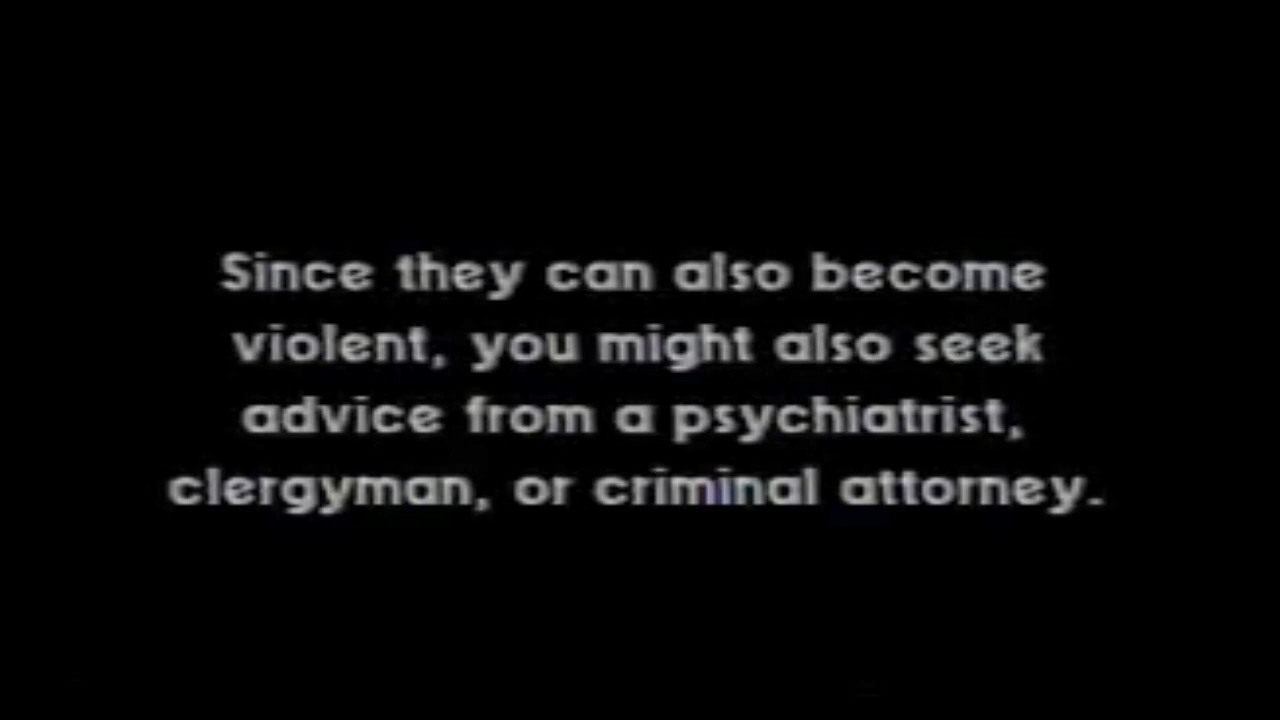 Since they can also become
violent, you might also seek
advice from a psychiatrist,
clergyman, or criminal attorney.